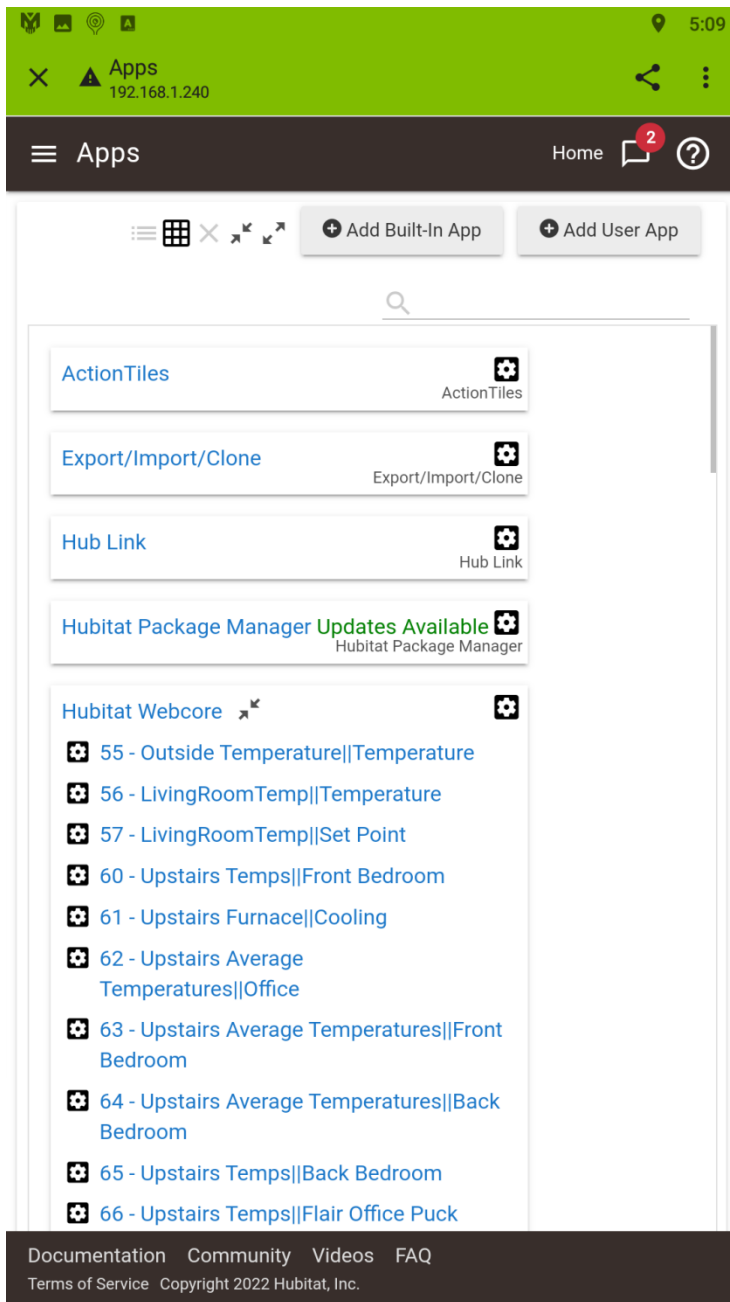 5:09
Apps
192.168.1.240
Apps
Home
2
Add Built-In App
Add User App
ActionTiles
ActionTiles
Export/Import/Clone
Export/Import/Clone
Hub Link
Hub Link
Hubitat Package Manager Updates Available
Hubitat Package Manager
Hubitat Webcore
55 - Outside Temperature||Temperature
56 - LivingRoomTemp||Temperature
57 - LivingRoomTemp||Set Point
60 - Upstairs Temps||Front Bedroom
61 - Upstairs Furnace||Cooling
62 - Upstairs Average
Temperatures||Office
63 - Upstairs Average Temperatures||Front
Bedroom
64 - Upstairs Average Temperatures||Back
Bedroom
65 - Upstairs Temps||Back Bedroom
66 - Upstairs Temps||Flair Office Puck
Documentation Community Videos FAQ
Terms of Service Copyright 2022 Hubitat, Inc.